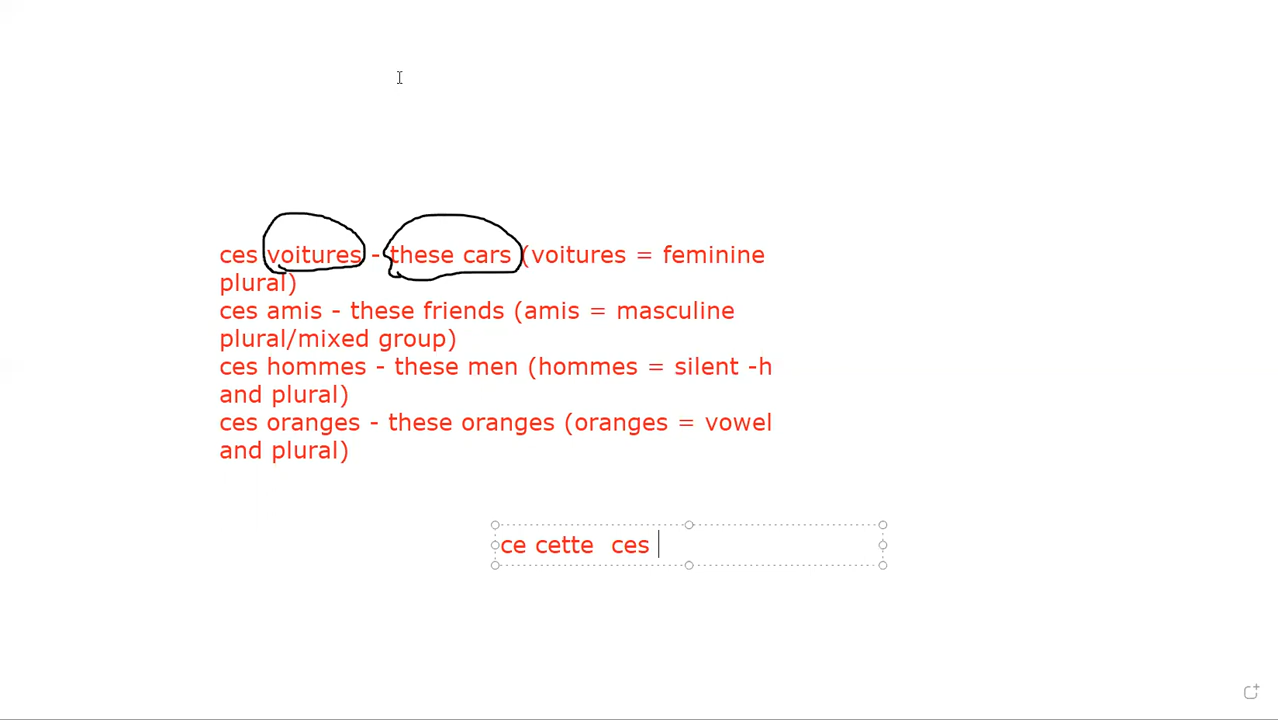 ces voitures - these cars (voitures = feminine
plural)
ces amis - these friends (amis = masculine
plural/mixed group)
ces hommes - these men (hommes = silent -h
and plural)
ces oranges - these oranges (oranges = vowel
and plural)
ce cette ces